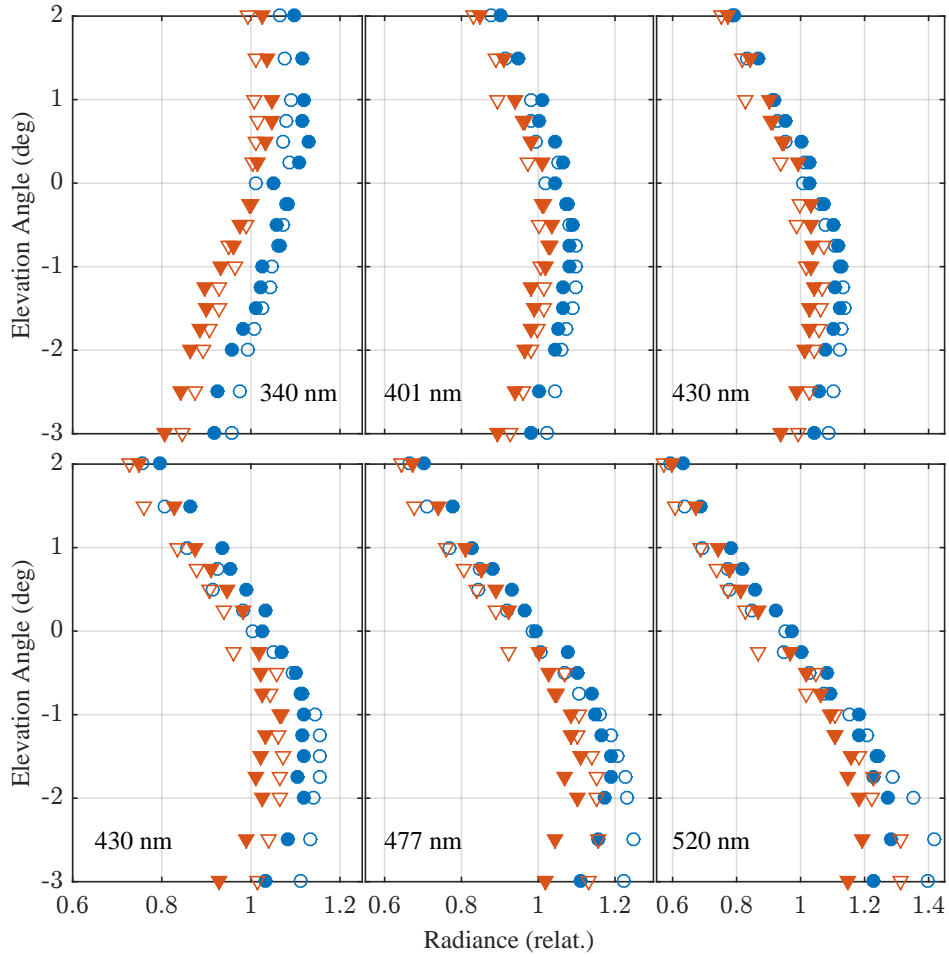 2
1
0
-1
-2
-3
Elevation Angle (deg)
340 nm
401 nm
430 nm
2
1
0
-1
-2
-3
Elevation Angle (deg)
430 nm
477 nm
520 nm
0.6 0.8 1 1.2
0.6 0.8 1 1.2
0.6 0.8 1 1.2 1.4
Radiance (relat.)